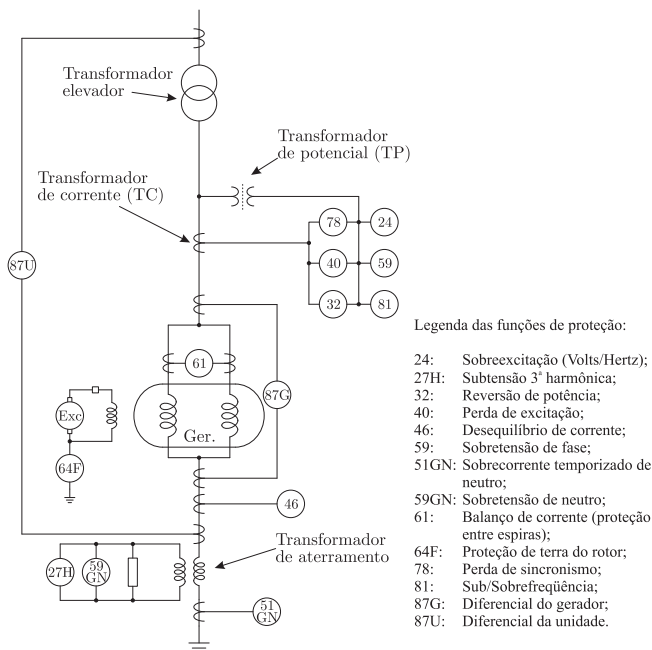 Transformador
elevador
Transformador
de potencial (TP)
Transformador
de corrente (TC)
78
24
87U
40
59
32
81
61
87G
Exc
Ger.
64F
46
Transformador
de aterramento
27H
59
GN
51
GN
Legenda das funções de proteção:
24: Sobreexcitação (Volts/Hertz);
27H: Subtensão 3ª harmônica;
32: Reversão de potência;
40: Perda de excitação;
46: Desequilíbrio de corrente;
59: Sobretensão de fase;
51GN: Sobrecorrente temporizado de
neutro;
59GN: Sobretensão de neutro;
61: Balanço de corrente (proteção
entre espiras);
64F: Proteção de terra do rotor;
78: Perda de sincronismo;
81: Sub/Sobrefreqüência;
87G: Diferencial do gerador;
87U: Diferencial da unidade.